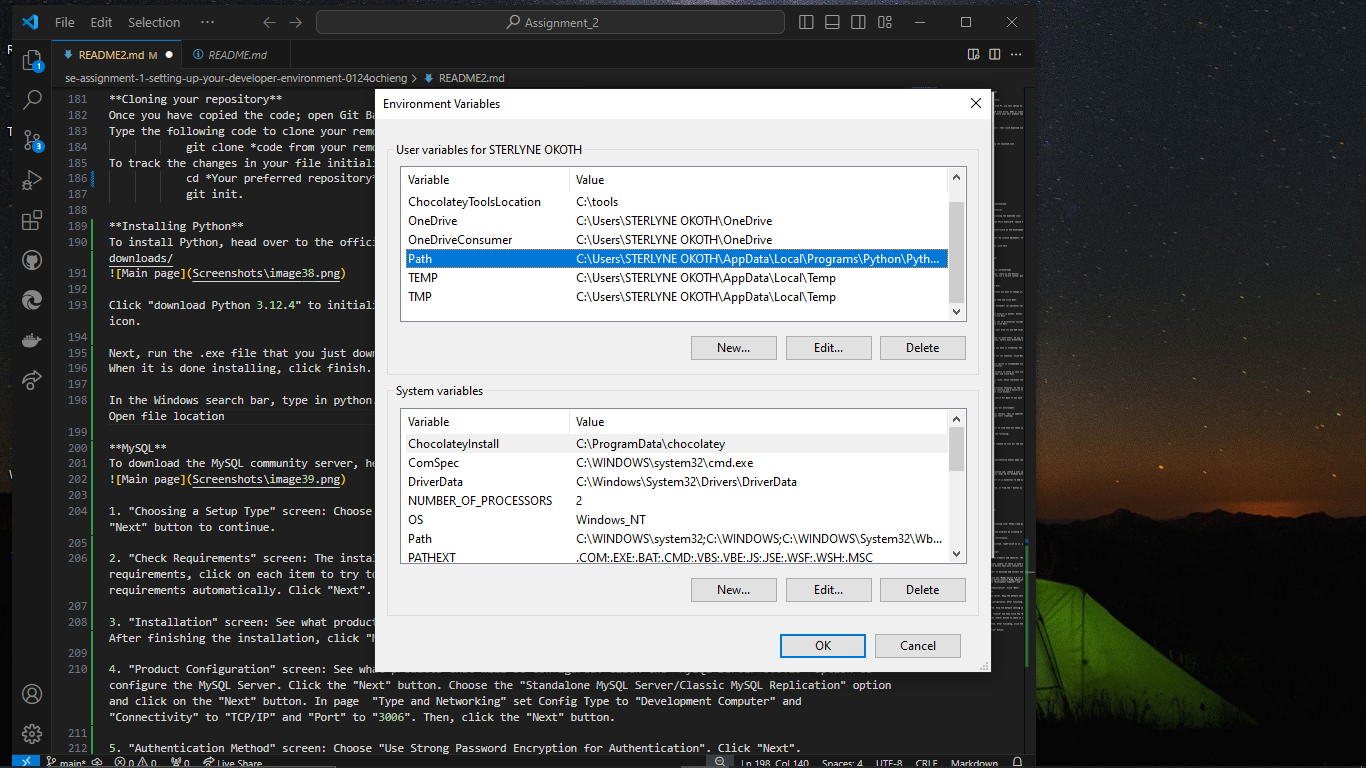 File Edit Selection ··· Assignment_2
README2.md M ● README.md
se-assignment-1-setting-up-your-developer-environment-0124ochieng > README2.md
181 **Cloning your repository**
182 Once you have copied the code; open Git Ba
183 Type the following code to clone your remo
184 git clone *code from your remo
185 To track the changes in your file initiali
186 cd *Your preferred repository*
187 git init.
188
189 **Installing Python**
190 To install Python, head over to the offici
downloads/
191 ![Main page](Screenshots\image38.png)
192
193 Click "download Python 3.12.4" to initiali
icon.
194
195 Next, run the .exe file that you just down
196 When it is done installing, click finish.
197
198 In the Windows search bar, type in python.
Open file location
199
200 **MySQL**
201 To download the MySQL community server, he
202 ![Main page](Screenshots\image39.png)
203
204 1. "Choosing a Setup Type" screen: Choose
"Next" button to continue.
205
206 2. "Check Requirements" screen: The instal
requirements, click on each item to try to
requirements automatically. Click "Next".
207
208 3. "Installation" screen: See what product
After finishing the installation, click "N
209
210 4. "Product Configuration" screen: See wha
configure the MySQL Server. Click the "Next" button. Choose the "Standalone MySQL Server/Classic MySQL Replication" option
and click on the "Next" button. In page "Type and Networking" set Config Type to "Development Computer" and
"Connectivity" to "TCP/IP" and "Port" to "3006". Then, click the "Next" button.
211
212 5. "Authentication Method" screen: Choose "Use Strong Password Encryption for Authentication". Click "Next".
main* 0 0 0 Live Share Ln 198, Col 140 Spaces: 4 UTF-8 CRLF Markdown
Environment Variables
User variables for STERLYNE OKOTH
Variable Value
ChocolateyToolsLocation C:\tools
OneDrive C:\Users\STERLYNE OKOTH\OneDrive
OneDriveConsumer C:\Users\STERLYNE OKOTH\OneDrive
Path C:\Users\STERLYNE OKOTH\AppData\Local\Programs\Python\Pyth...
TEMP C:\Users\STERLYNE OKOTH\AppData\Local\Temp
TMP C:\Users\STERLYNE OKOTH\AppData\Local\Temp
New... Edit... Delete
System variables
Variable Value
ChocolateyInstall C:\ProgramData\chocolatey
ComSpec C:\WINDOWS\system32\cmd.exe
DriverData C:\Windows\System32\Drivers\DriverData
NUMBER_OF_PROCESSORS 2
OS Windows_NT
Path C:\WINDOWS\system32;C:\WINDOWS;C:\WINDOWS\System32\Wb...
PATHEXT .COM;.EXE;.BAT;.CMD;.VBS;.VBE;.JS;.JSE;.WSF;.WSH;.MSC
New... Edit... Delete
OK Cancel